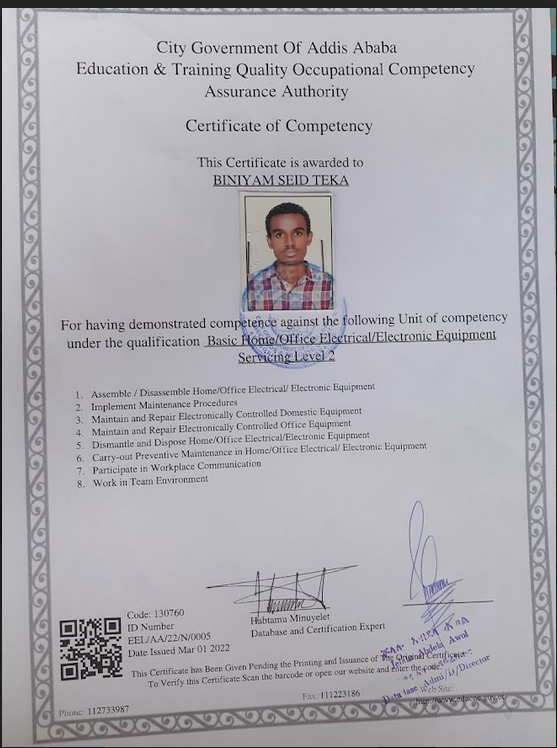 City Government Of Addis Ababa
Education & Training Quality Occupational Competency
Assurance Authority
Certificate of Competency
This Certificate is awarded to
BINIYAM SEID TEKA
For having demonstrated competence against the following Unit of competency
under the qualification Basic Home/Office Electrical/Electronic Equipment
Servicing Level 2
1. Assemble / Disassemble Home/Office Electrical/ Electronic Equipment
2. Implement Maintenance Procedures
3. Maintain and Repair Electronically Controlled Domestic Equipment
4. Maintain and Repair Electronically Controlled Office Equipment
5. Dismantle and Dispose Home/Office Electrical/Electronic Equipment
6. Carry-out Preventive Maintenance in Home/Office Electrical/ Electronic Equipment
7. Participate in Workplace Communication
8. Work in Team Environment
Code: 130760
ID Number
EEL/AA/22/N/0005
Date Issued Mar 01 2022
Habtamu Minuyelet
Database and Certification Expert
Abdela Awol
Data base Admi/D/Director
This Certificate has Been Given Pending the Printing and Issuance of The Original Certificate.
To Verify this Certificate Scan the barcode or open our website and enter the code
Phone: 112733987
Fax: 111223186
Web Site: